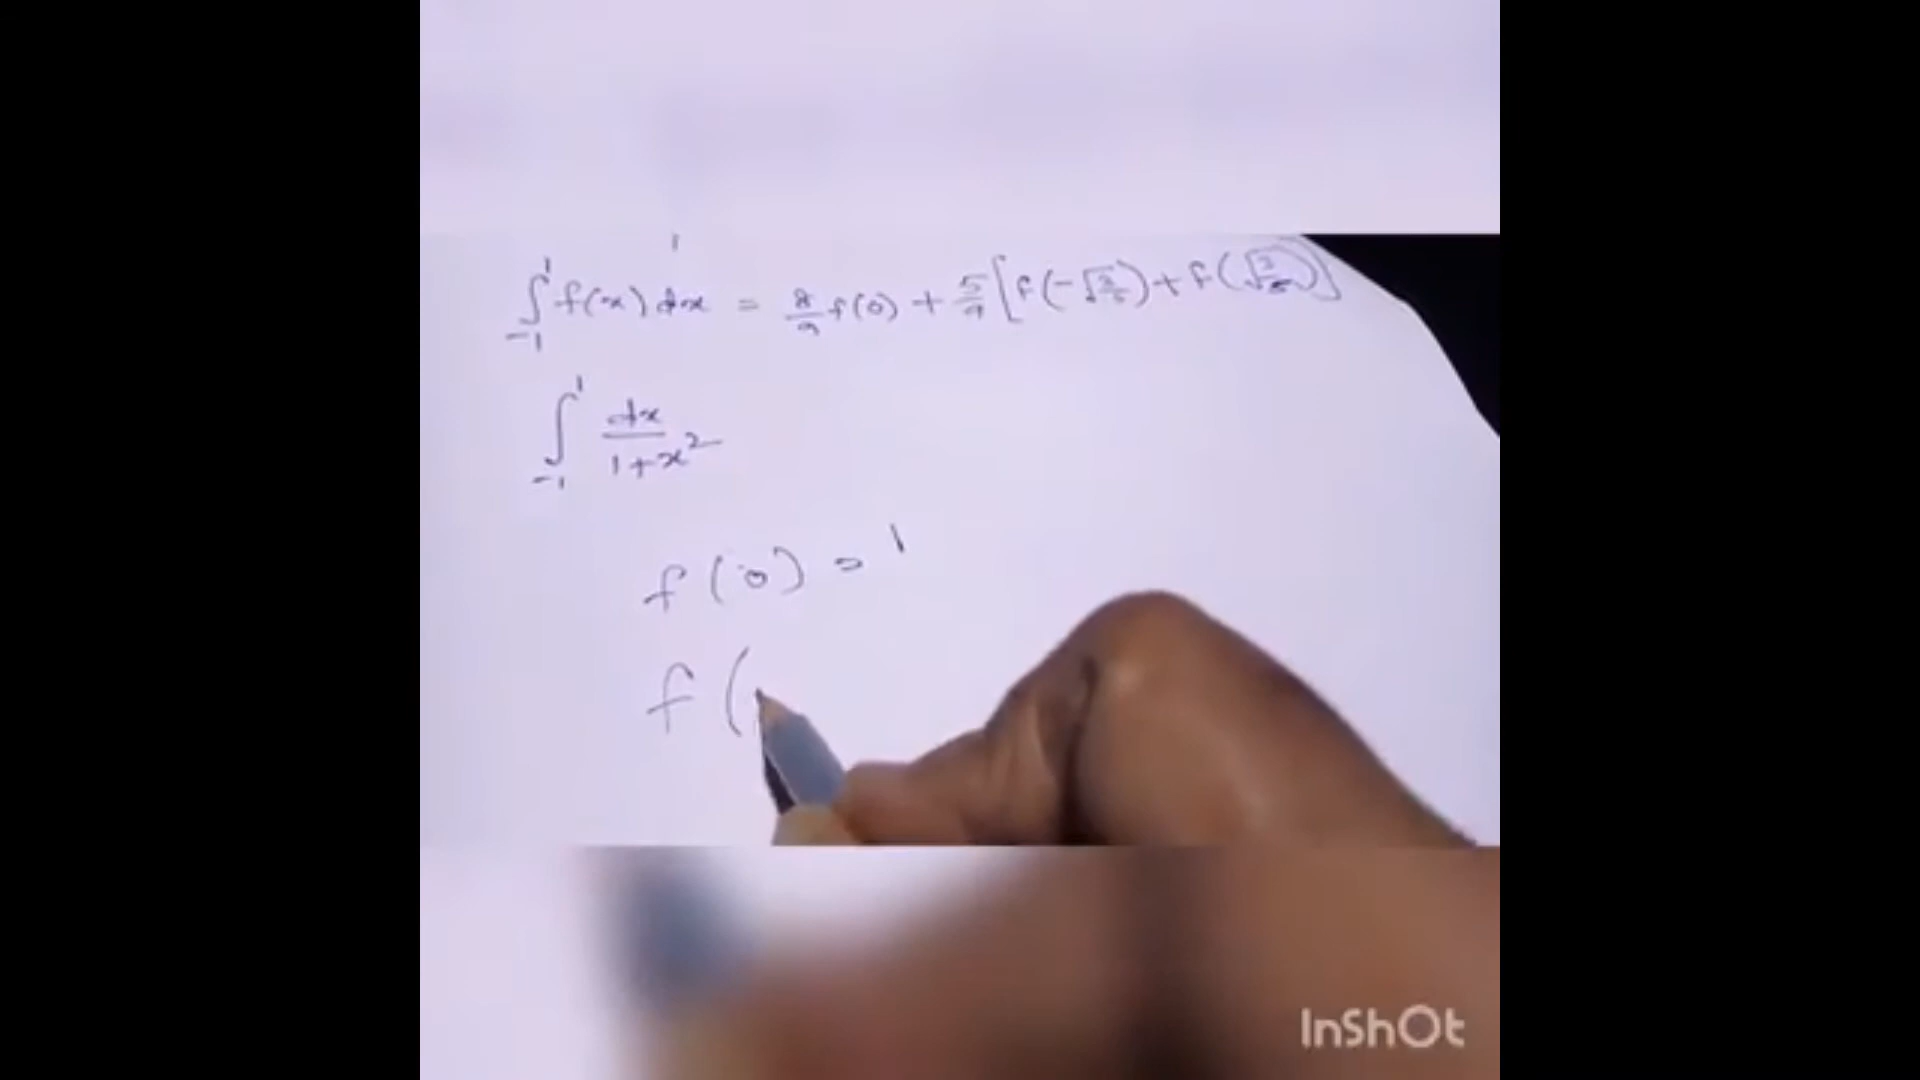 ∫₋₁¹ f(x) dx = 8/9 f(0) + 5/9 [f(-√3/5) + f(√3/5)]
∫₋₁¹ dx/1+x²
f(0) = 1
f(
InShOt